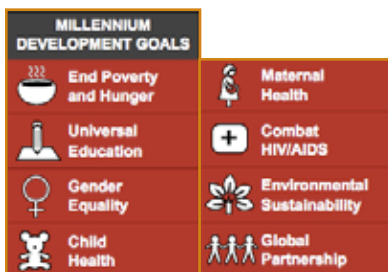 MILLENNIUM
DEVELOPMENT GOALS
End Poverty
and Hunger
Universal
Education
Gender
Equality
Child
Health
Maternal
Health
Combat
HIV/AIDS
Environmental
Sustainability
Global
Partnership